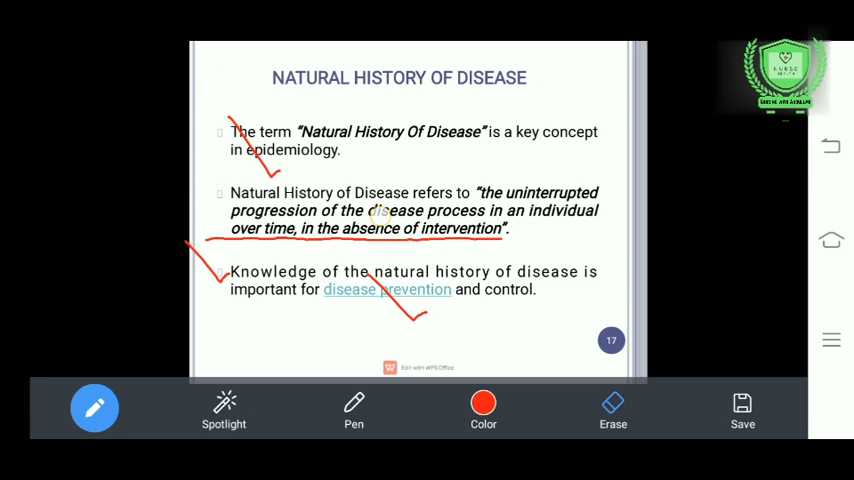 NURSE
NATURAL HISTORY OF DISEASE
The term "Natural History Of Disease" is a key concept
in epidemiology.
Natural History of Disease refers to "the uninterrupted
progression of the disease process in an individual
over time, in the absence of intervention".
Knowledge of the natural history of disease is
important for disease prevention and control.
17
W Edit with WPS Office
Spotlight
Pen
Color
Erase
Save